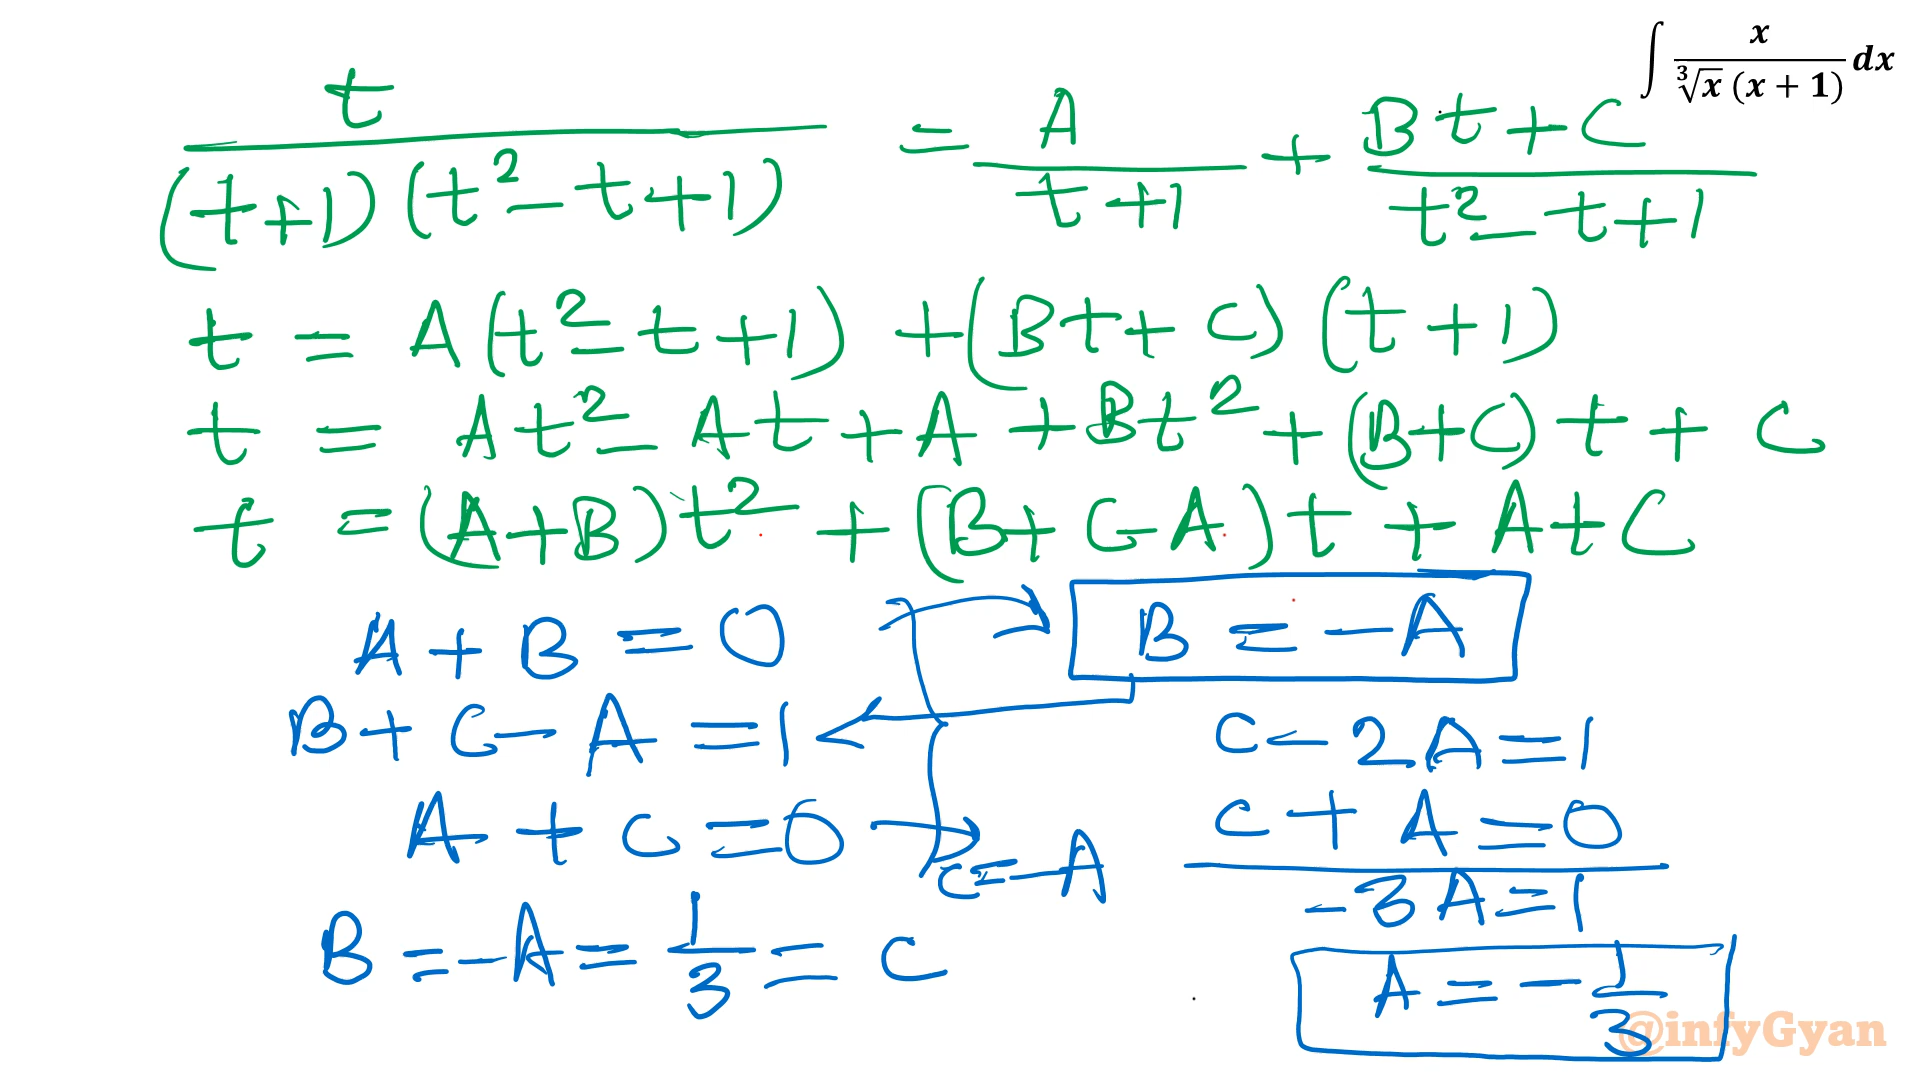 ∫ x / (∛x (x + 1)) dx
t / ((t+1)(t² - t + 1)) = A / (t+1) + (Bt + C) / (t² - t + 1)
t = A(t² - t + 1) + (Bt + C)(t + 1)
t = At² - At + A + Bt² + (B+C)t + C
t = (A+B)t² + (B+C-A)t + A+C
A + B = 0 → B = -A
B + C - A = 1
C - 2A = 1
A + C = 0 → C = -A
C + A = 0
-3A = 1
B = -A = 1/3 = C
A = -1/3
@infyGyan